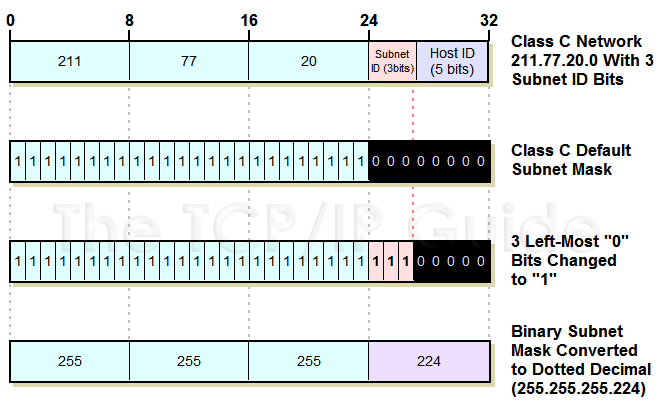 0 8 16 24 32
211 77 20 Subnet ID (3bits) Host ID (5 bits)
Class C Network
211.77.20.0 With 3
Subnet ID Bits
1 1 1 1 1 1 1 1 1 1 1 1 1 1 1 1 1 1 1 1 1 1 1 1 0 0 0 0 0 0 0 0
Class C Default
Subnet Mask
The TCP/IP Guide
1 1 1 1 1 1 1 1 1 1 1 1 1 1 1 1 1 1 1 1 1 1 1 1 1 1 1 0 0 0 0 0
3 Left-Most "0"
Bits Changed
to "1"
255 255 255 224
Binary Subnet
Mask Converted
to Dotted Decimal
(255.255.255.224)